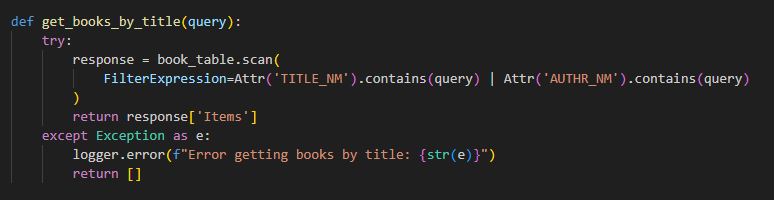 def get_books_by_title(query):
    try:
        response = book_table.scan(
            FilterExpression=Attr('TITLE_NM').contains(query) | Attr('AUTHR_NM').contains(query)
        )
        return response['Items']
    except Exception as e:
        logger.error(f"Error getting books by title: {str(e)}")
        return []